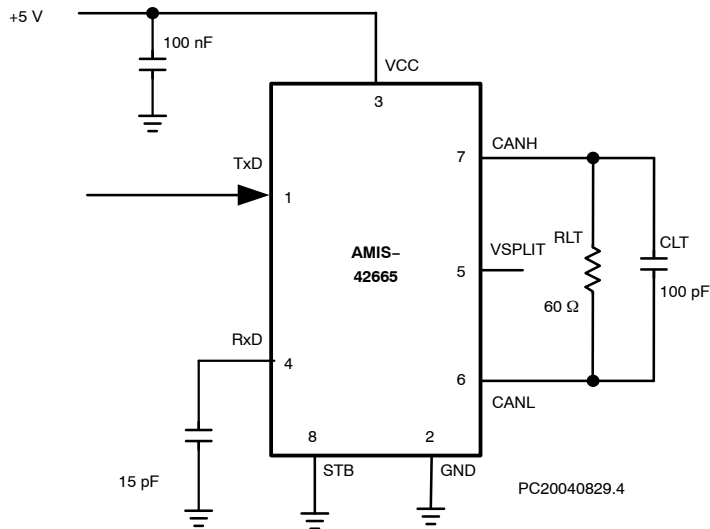 +5 V
100 nF
VCC
3
7
CANH
TxD
1
AMIS−
42665
RLT
CLT
VSPLIT
5
100 pF
60 Ω
RxD
4
6
CANL
8
2
15 pF
STB
GND
PC20040829.4